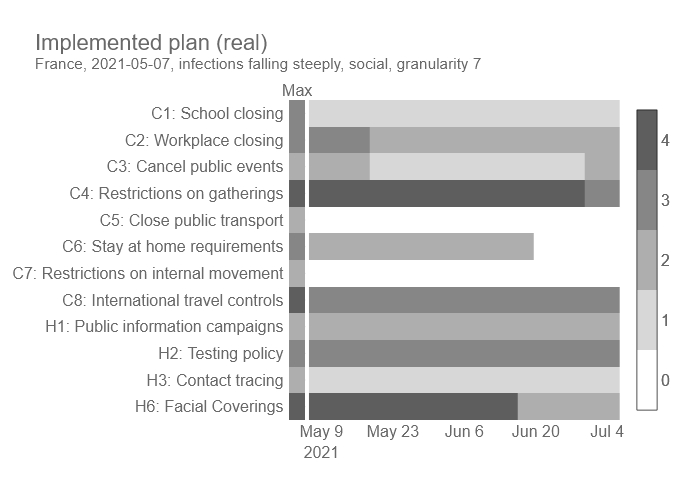 Implemented plan (real)
France, 2021-05-07, infections falling steeply, social, granularity 7
Max
C1: School closing
C2: Workplace closing
C3: Cancel public events
C4: Restrictions on gatherings
C5: Close public transport
C6: Stay at home requirements
C7: Restrictions on internal movement
C8: International travel controls
H1: Public information campaigns
H2: Testing policy
H3: Contact tracing
H6: Facial Coverings
May 9 May 23 Jun 6 Jun 20 Jul 4
2021
4
3
2
1
0